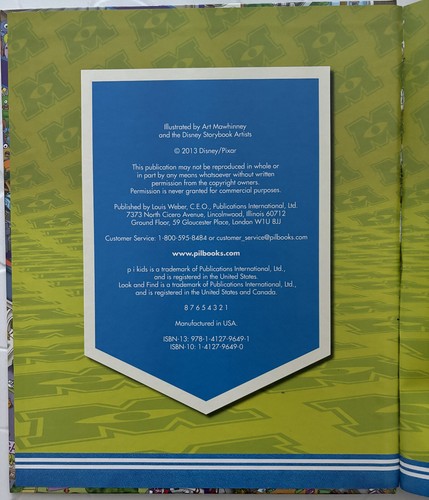 Illustrated by Art Mawhinney
and the Disney Storybook Artists
© 2013 Disney/Pixar
This publication may not be reproduced in whole or
in part by any means whatsoever without written
permission from the copyright owners.
Permission is never granted for commercial purposes.
Published by Louis Weber, C.E.O., Publications International, Ltd.
7373 North Cicero Avenue, Lincolnwood, Illinois 60712
Ground Floor, 59 Gloucester Place, London W1U 8JJ
Customer Service: 1-800-595-8484 or customer_service@pilbooks.com
www.pilbooks.com
p i kids is a trademark of Publications International, Ltd.,
and is registered in the United States.
Look and Find is a trademark of Publications International, Ltd.,
and is registered in the United States and Canada.
8 7 6 5 4 3 2 1
Manufactured in USA.
ISBN-13: 978-1-4127-9649-1
ISBN-10: 1-4127-9649-0